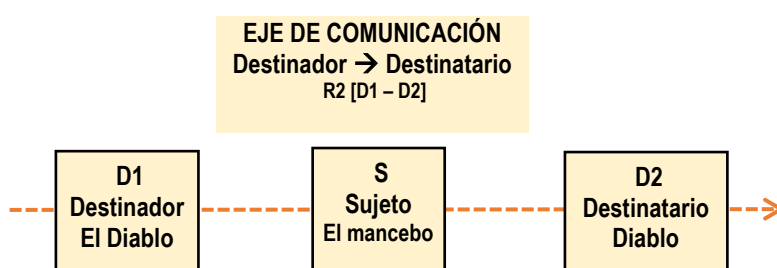 EJE DE COMUNICACIÓN
Destinador → Destinatario
R2 [D1 – D2]
D1
Destinador
El Diablo
S
Sujeto
El mancebo
D2
Destinatario
Diablo